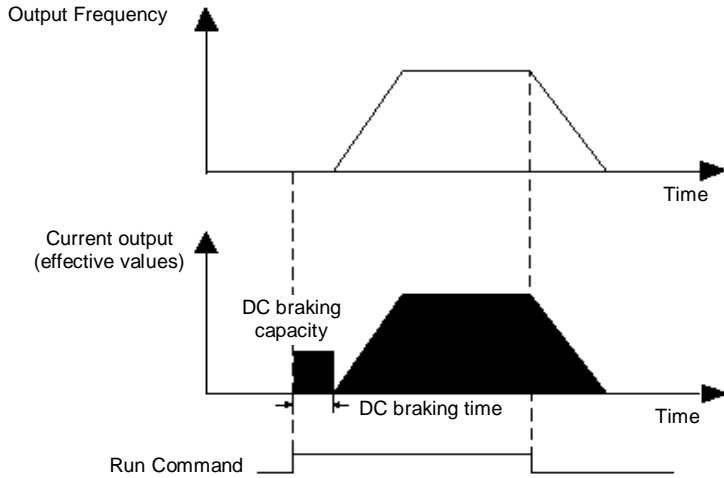 Output Frequency
Time
Current output
(effective values)
DC braking
capacity
DC braking time
Time
Run Command